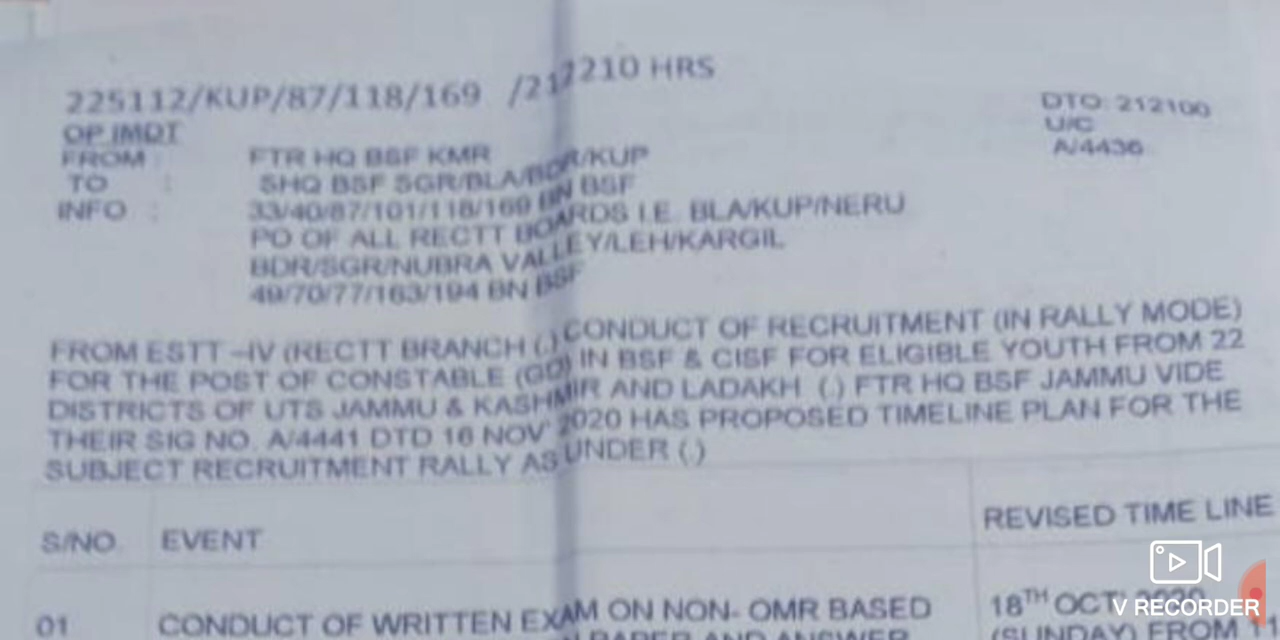 225112/KUP/87/118/169 /212210 HRS
DTO: 212100
OP IMDT
U/C
FROM : FTR HQ BSF KMR
A/4436
TO : SHQ BSF SGR/BLA/BDR/KUP
INFO : 33/40/87/101/118/169 BN BSF
PO OF ALL RECTT BOARDS I.E. BLA/KUP/NERU
BDR/SGR/NUBRA VALLEY/LEH/KARGIL
49/70/77/163/194 BN BSF
FROM ESTT –IV (RECTT BRANCH (.) CONDUCT OF RECRUITMENT (IN RALLY MODE)
FOR THE POST OF CONSTABLE (GD) IN BSF & CISF FOR ELIGIBLE YOUTH FROM 22
DISTRICTS OF UTS JAMMU & KASHMIR AND LADAKH (.) FTR HQ BSF JAMMU VIDE
THEIR SIG NO. A/4441 DTD 16 NOV' 2020 HAS PROPOSED TIMELINE PLAN FOR THE
SUBJECT RECRUITMENT RALLY AS UNDER (.)
S/NO. EVENT REVISED TIME LINE
01 CONDUCT OF WRITTEN EXAM ON NON- OMR BASED 18TH OCT
PAPER AND ANSWER (SUNDAY) FROM 11
V RECORDER